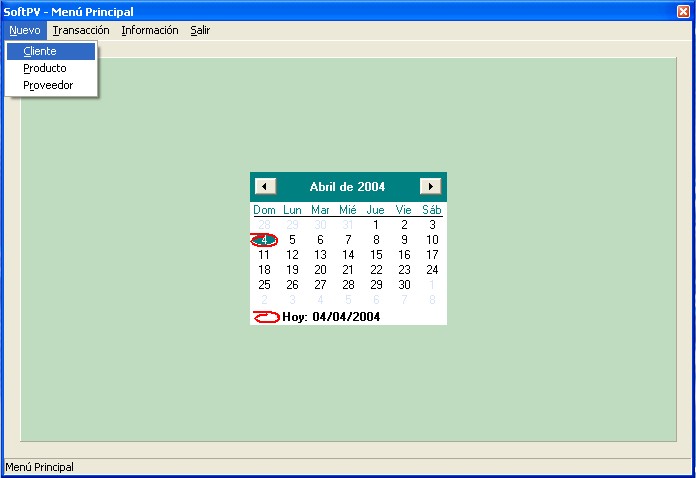 SoftPV - Menú Principal
Nuevo Transacción Información Salir
Cliente
Producto
Proveedor
Abril de 2004
Dom Lun Mar Mié Jue Vie Sáb
28 29 30 31 1 2 3
4 5 6 7 8 9 10
11 12 13 14 15 16 17
18 19 20 21 22 23 24
25 26 27 28 29 30 1
2 3 4 5 6 7 8
Hoy: 04/04/2004
Menú Principal